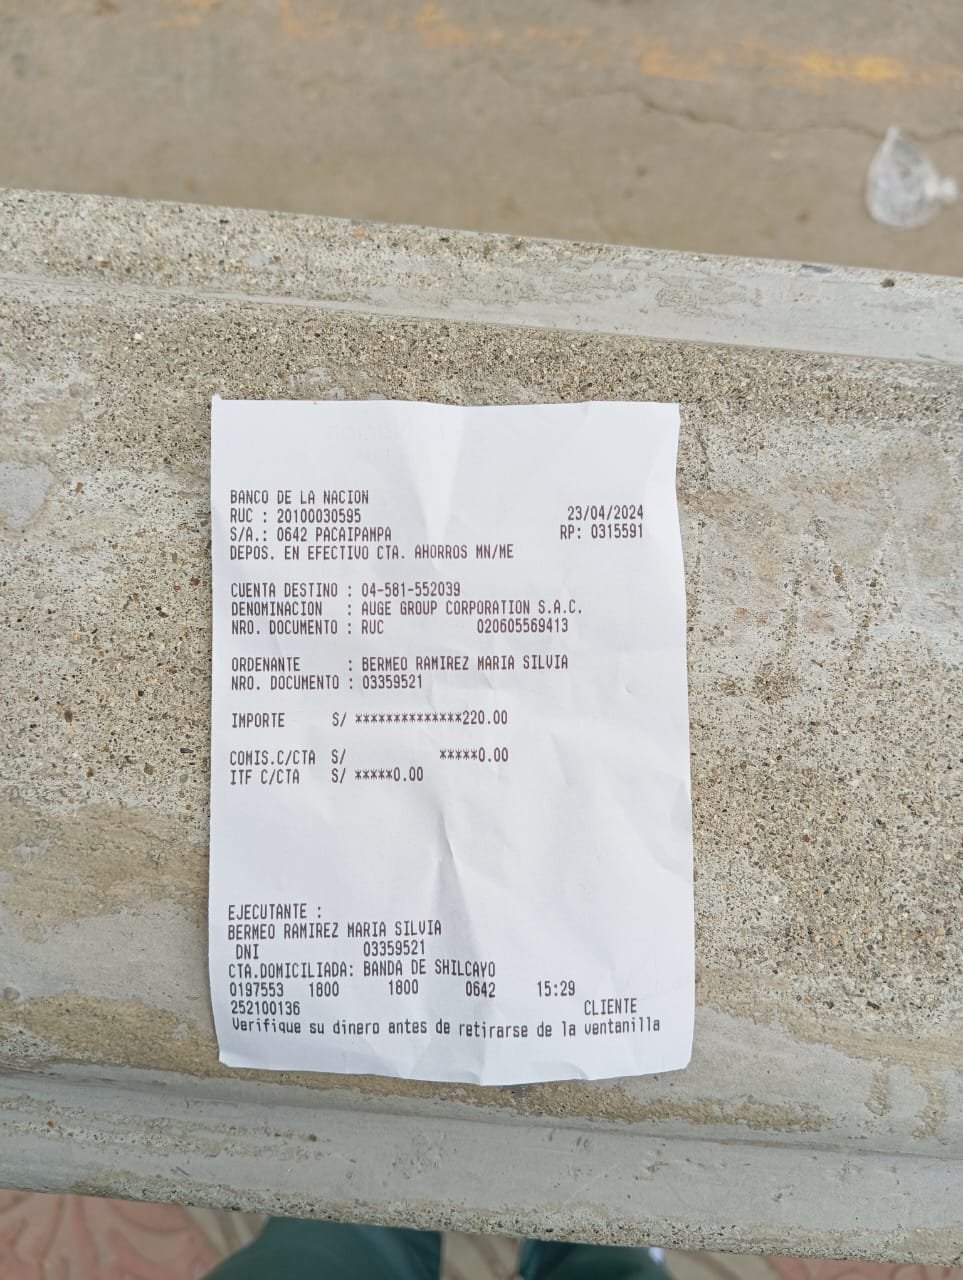 BANCO DE LA NACION
RUC : 20100030595 23/04/2024
S/A.: 0642 PACAIPAMPA RP: 0315591
DEPOS. EN EFECTIVO CTA. AHORROS MN/ME
CUENTA DESTINO : 04-581-552039
DENOMINACION : AUGE GROUP CORPORATION S.A.C.
NRO. DOCUMENTO : RUC 020605569413
ORDENANTE : BERMEO RAMIREZ MARIA SILVIA
NRO. DOCUMENTO : 03359521
IMPORTE S/ **************220.00
COMIS.C/CTA S/ *****0.00
ITF C/CTA S/ *****0.00
EJECUTANTE :
BERMEO RAMIREZ MARIA SILVIA
DNI 03359521
CTA.DOMICILIADA: BANDA DE SHILCAYO
0197553 1800 1800 0642 15:29
252100136 CLIENTE
Verifique su dinero antes de retirarse de la ventanilla